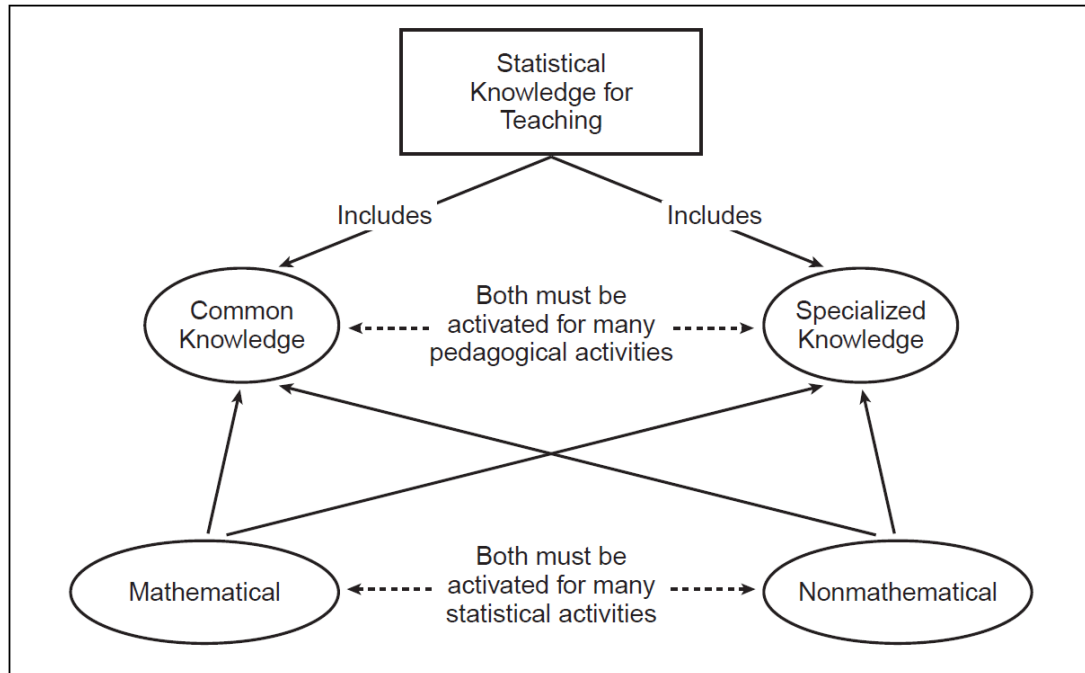 Statistical
Knowledge for
Teaching
Includes
Includes
Common
Knowledge
Both must be
activated for many
pedagogical activities
Specialized
Knowledge
Mathematical
Both must be
activated for many
statistical activities
Nonmathematical